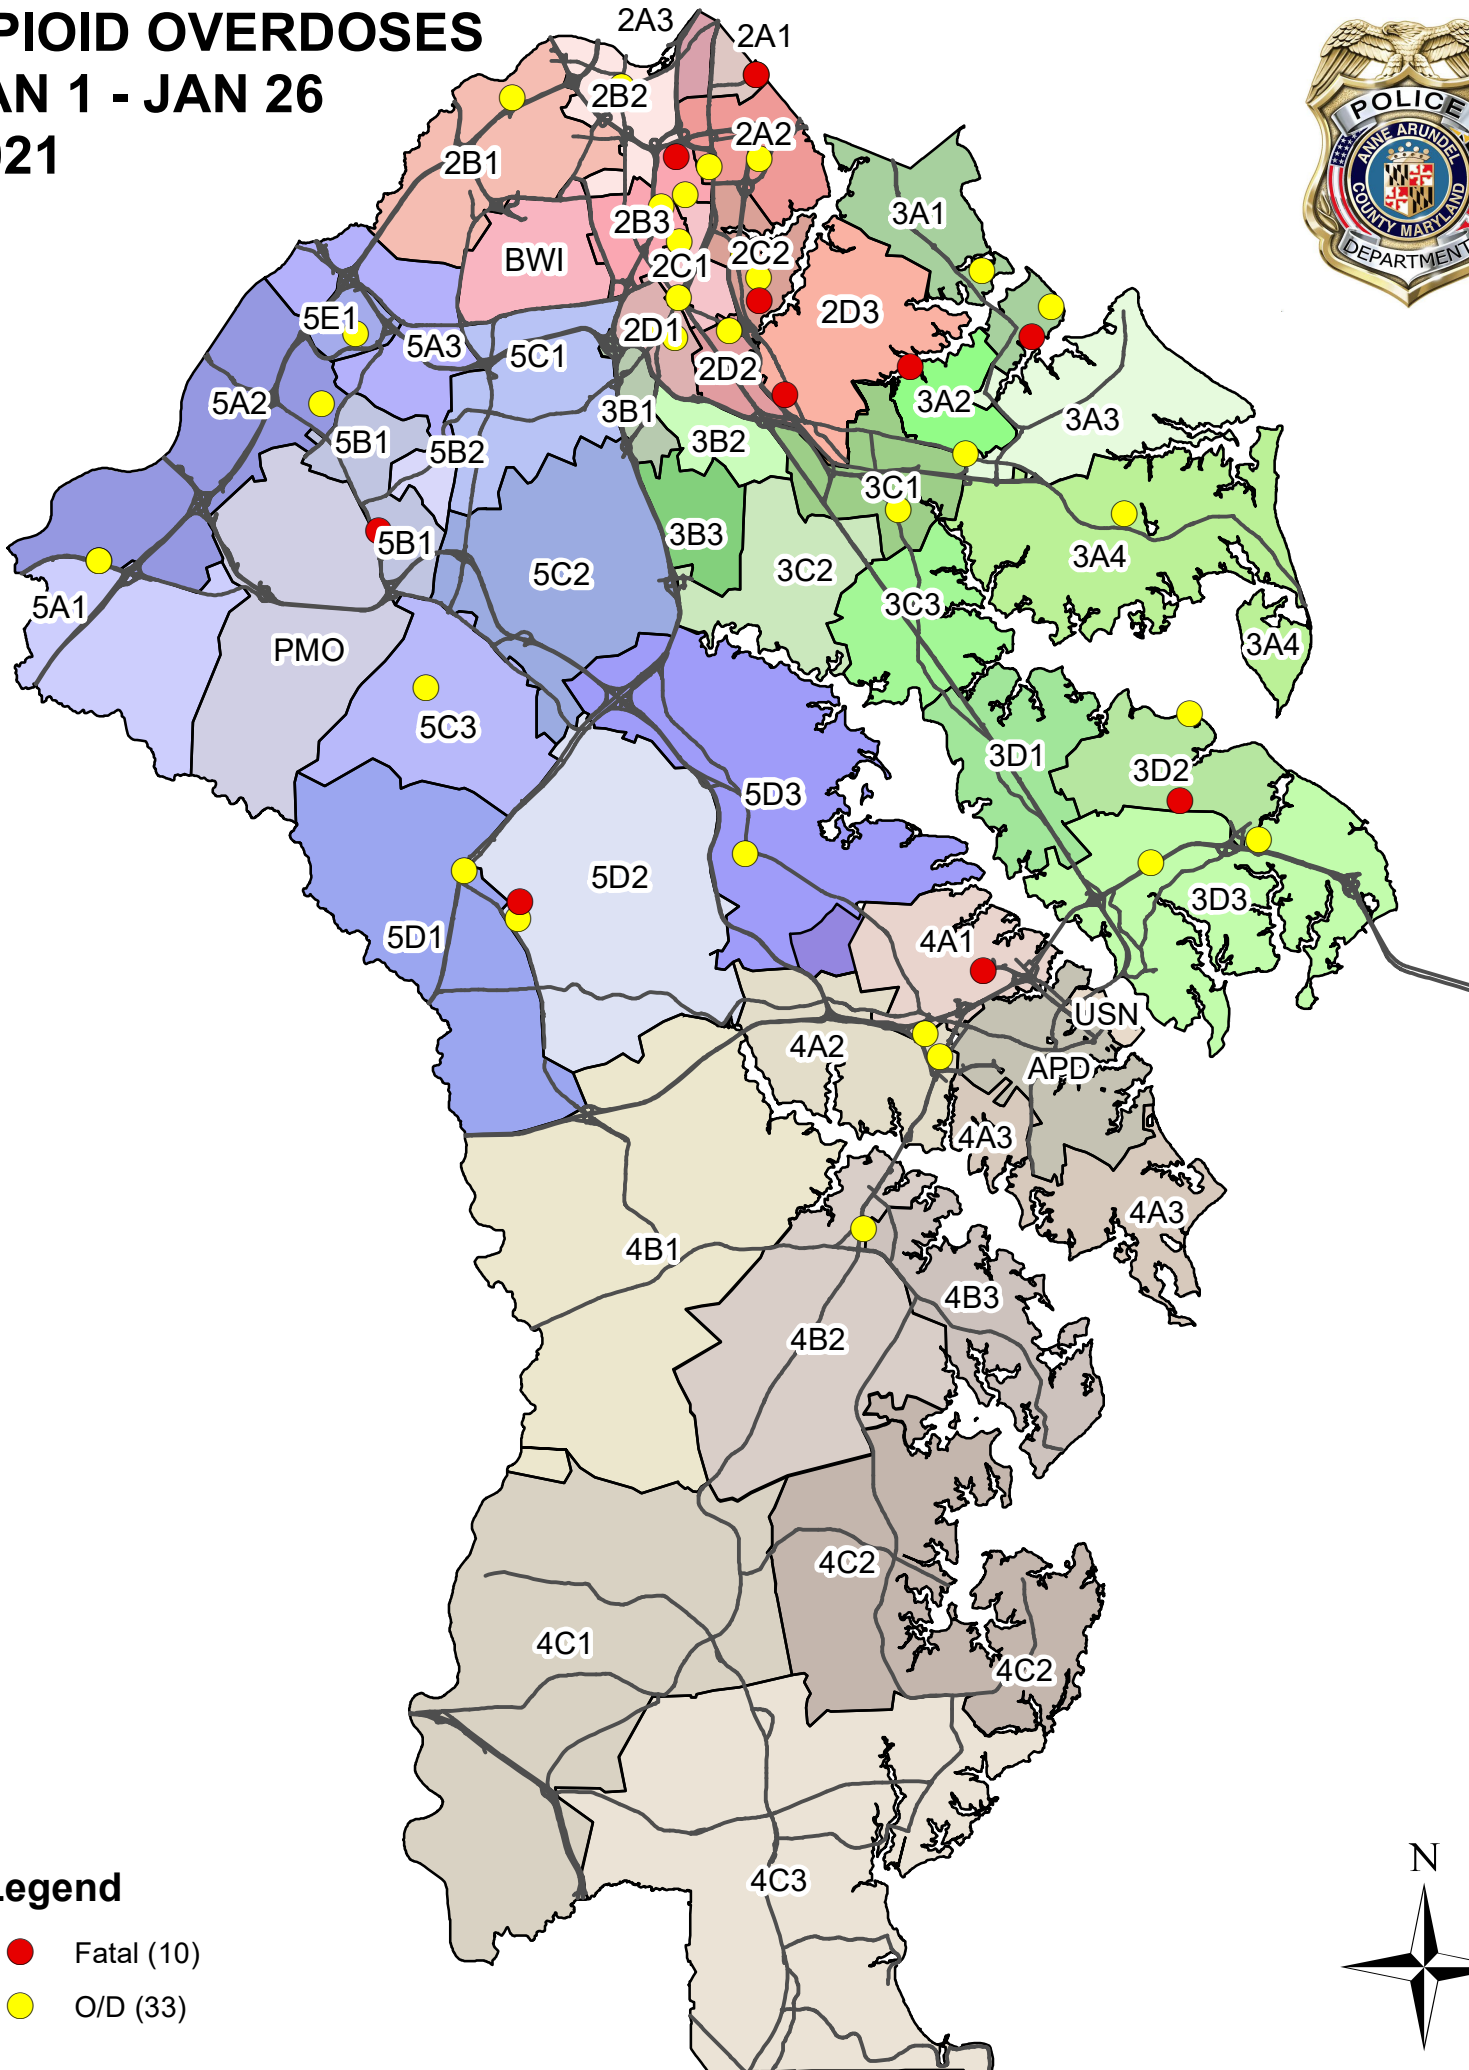 PIOID OVERDOSES
AN 1 - JAN 26
021
POLICE
ANNE ARUNDEL
COUNTY MARYLAND
DEPARTMENT
2A3
2A1
2B2
2A2
2B1
3A1
2B3
BWI
2C1
2C2
2D3
5E1
5A3
5C1
2D1
2D2
5A2
3B1
3A2
3A3
5B1
5B2
3B2
3C1
5B1
3B3
5C2
3C2
3A4
5A1
3C3
PMO
3A4
5C3
3D1
3D2
5D3
5D2
3D3
5D1
4A1
USN
4A2
APD
4A3
4A3
4B1
4B3
4B2
4C2
4C1
4C2
4C3
Legend
Fatal (10)
O/D (33)
N